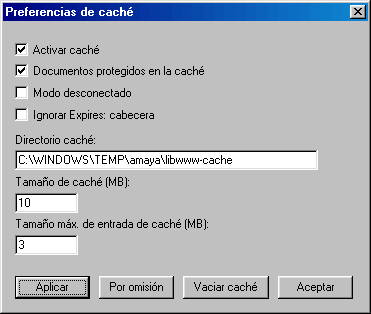 Preferencias de caché
Activar caché
Documentos protegidos en la caché
Modo desconectado
Ignorar Expires: cabecera
Directorio caché:
C:\WINDOWS\TEMP\amaya\libwww-cache
Tamaño de caché (MB):
10
Tamaño máx. de entrada de caché (MB):
3
Aplicar Por omisión Vaciar caché Aceptar